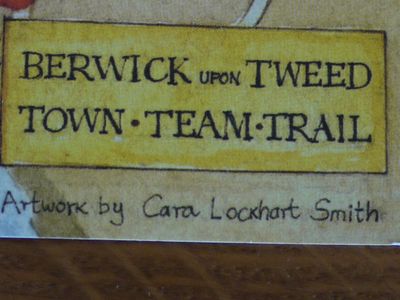 BERWICK UPON TWEED
TOWN · TEAM · TRAIL
Artwork by Cara Lockhart Smith